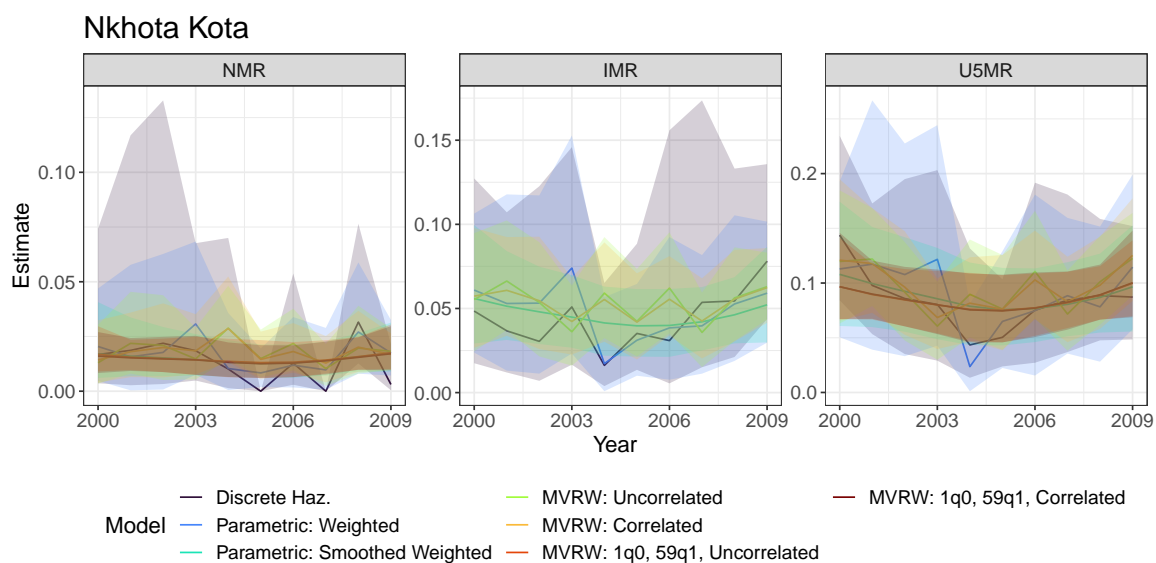 Nkhota Kota
NMR
IMR
U5MR
Estimate
0.10
0.05
0.00
0.15
0.10
0.05
0.00
0.2
0.1
0.0
2000 2003 2006 2009
2000 2003 2006 2009
2000 2003 2006 2009
Year
Model
Discrete Haz.
Parametric: Weighted
Parametric: Smoothed Weighted
MVRW: Uncorrelated
MVRW: Correlated
MVRW: 1q0, 59q1, Uncorrelated
MVRW: 1q0, 59q1, Correlated